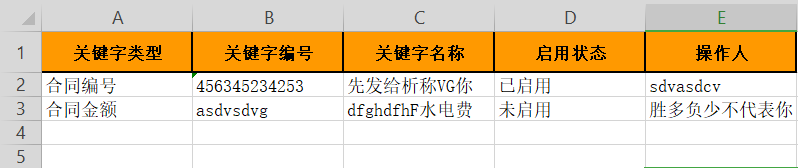 A B C D E
1 关键字类型 关键字编号 关键字名称 启用状态 操作人
2 合同编号 456345234253 先发给析称VG你 已启用 sdvasdcv
3 合同金额 asdvsdvg dfghdfhF水电费 未启用 胜多负少不代表你
4
5